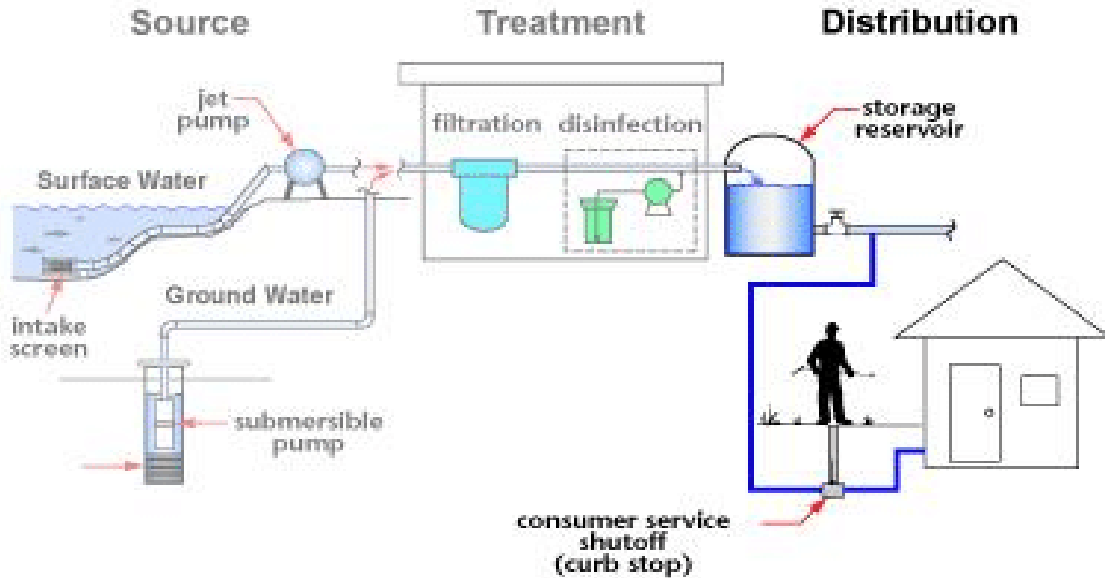 Source
Treatment
Distribution
jet
pump
filtration
disinfection
storage
reservoir
Surface Water
Ground Water
intake
screen
submersible
pump
consumer service
shutoff
(curb stop)